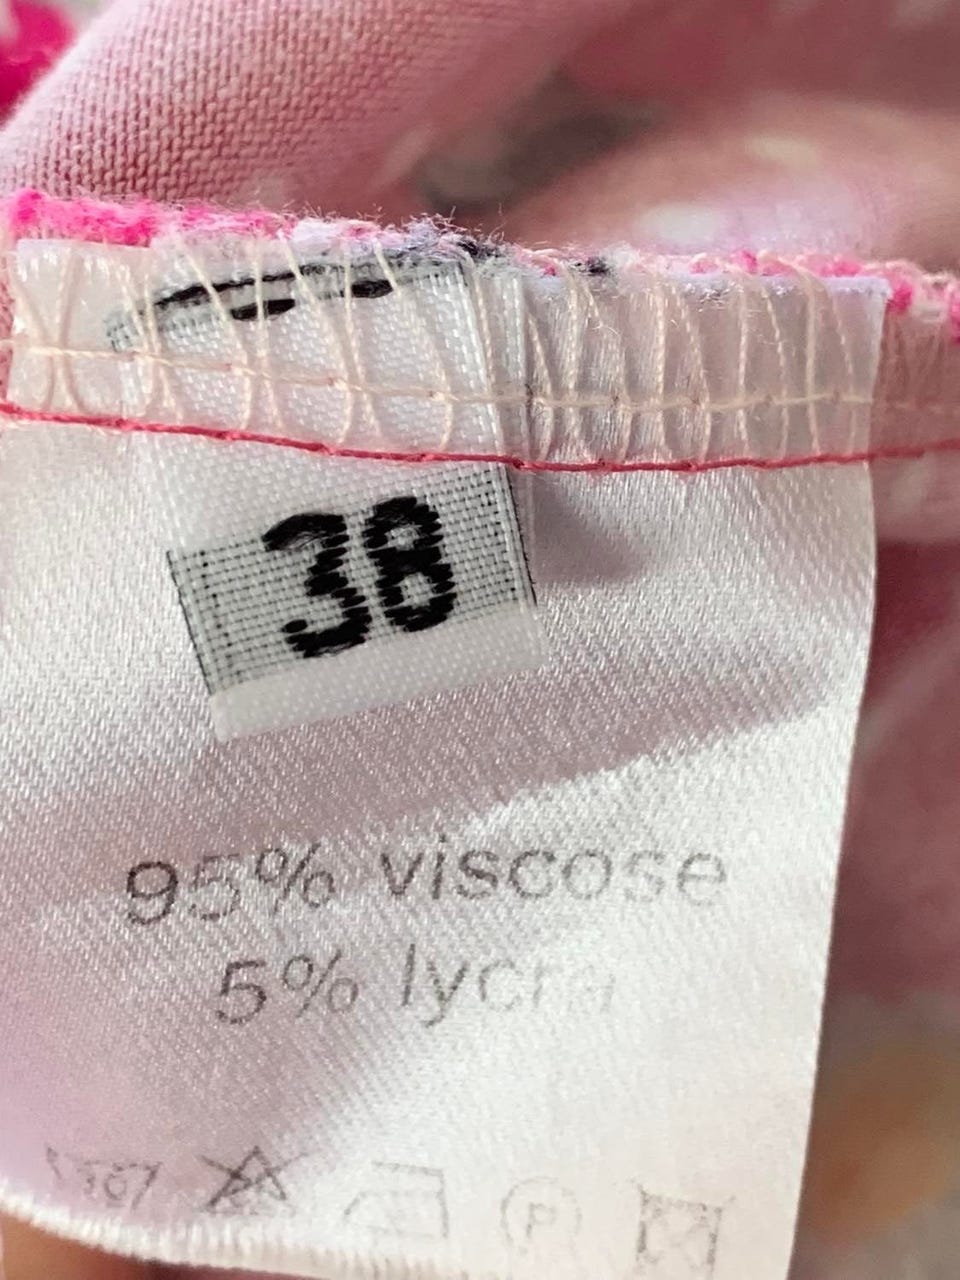 38
95% viscose
5% lycra
P